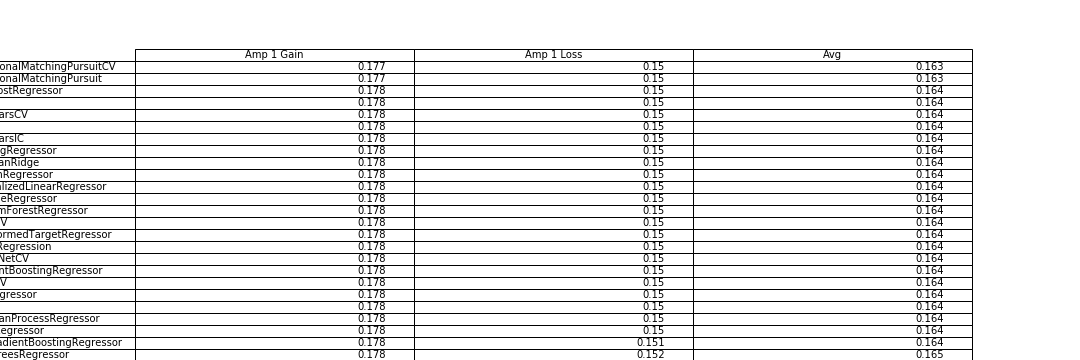 Amp 1 Gain Amp 1 Loss Avg
onalMatchingPursuitCV 0.177 0.15 0.163
onalMatchingPursuit 0.177 0.15 0.163
ostRegressor 0.178 0.15 0.164
0.178 0.15 0.164
arsCV 0.178 0.15 0.164
0.178 0.15 0.164
arsIC 0.178 0.15 0.164
gRegressor 0.178 0.15 0.164
anRidge 0.178 0.15 0.164
nRegressor 0.178 0.15 0.164
alizedLinearRegressor 0.178 0.15 0.164
eRegressor 0.178 0.15 0.164
mForestRegressor 0.178 0.15 0.164
V 0.178 0.15 0.164
ormedTargetRegressor 0.178 0.15 0.164
Regression 0.178 0.15 0.164
NetCV 0.178 0.15 0.164
ntBoostingRegressor 0.178 0.15 0.164
V 0.178 0.15 0.164
gressor 0.178 0.15 0.164
0.178 0.15 0.164
anProcessRegressor 0.178 0.15 0.164
Regressor 0.178 0.15 0.164
adientBoostingRegressor 0.178 0.151 0.164
reesRegressor 0.178 0.152 0.165